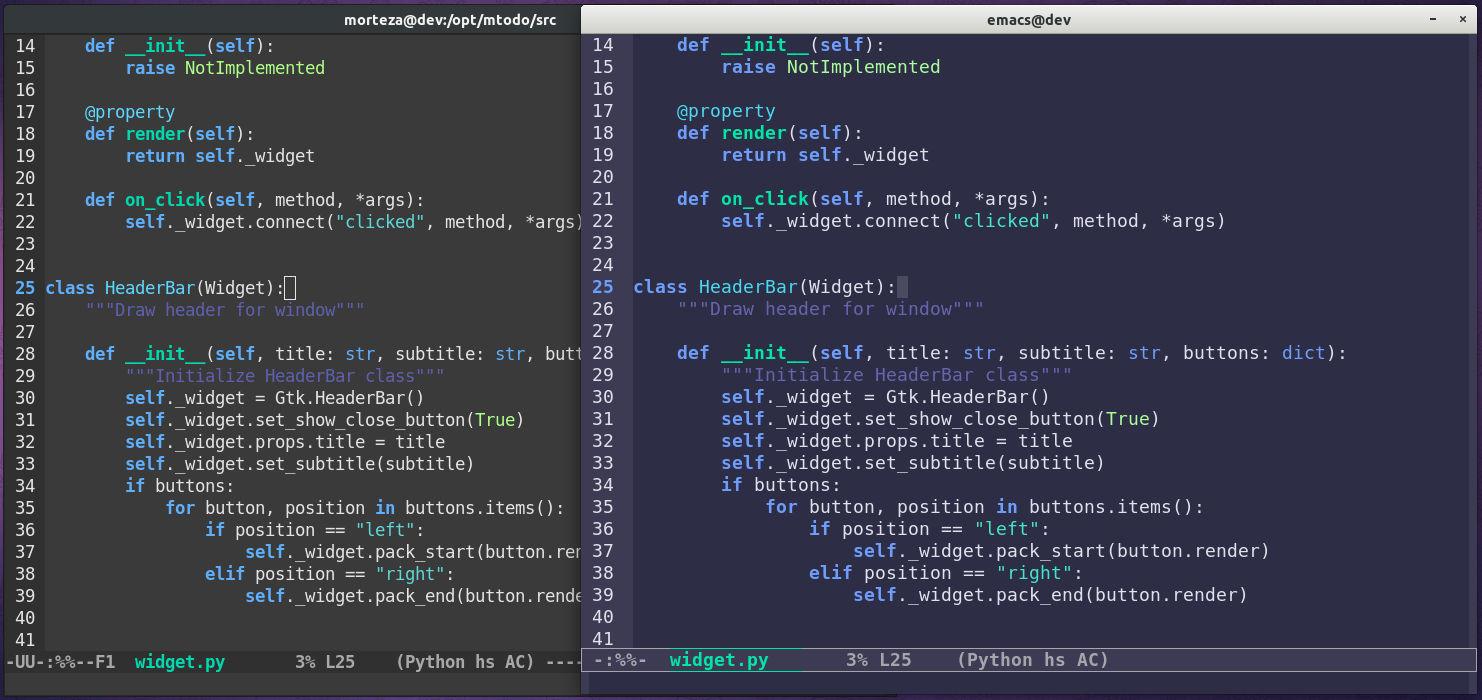 morteza@dev:/opt/mtodo/src
14     def __init__(self):
15         raise NotImplemented
16
17     @property
18     def render(self):
19         return self._widget
20
21     def on_click(self, method, *args):
22         self._widget.connect("clicked", method, *args)
23
24
25 class HeaderBar(Widget):
26     """Draw header for window"""
27
28     def __init__(self, title: str, subtitle: str, butt
29         """Initialize HeaderBar class"""
30         self._widget = Gtk.HeaderBar()
31         self._widget.set_show_close_button(True)
32         self._widget.props.title = title
33         self._widget.set_subtitle(subtitle)
34         if buttons:
35             for button, position in buttons.items():
36                 if position == "left":
37                     self._widget.pack_start(button.ren
38                 elif position == "right":
39                     self._widget.pack_end(button.rende
40
41
-UU-:%%--F1  widget.py       3% L25    (Python hs AC) ----
emacs@dev
14     def __init__(self):
15         raise NotImplemented
16
17     @property
18     def render(self):
19         return self._widget
20
21     def on_click(self, method, *args):
22         self._widget.connect("clicked", method, *args)
23
24
25 class HeaderBar(Widget):
26     """Draw header for window"""
27
28     def __init__(self, title: str, subtitle: str, buttons: dict):
29         """Initialize HeaderBar class"""
30         self._widget = Gtk.HeaderBar()
31         self._widget.set_show_close_button(True)
32         self._widget.props.title = title
33         self._widget.set_subtitle(subtitle)
34         if buttons:
35             for button, position in buttons.items():
36                 if position == "left":
37                     self._widget.pack_start(button.render)
38                 elif position == "right":
39                     self._widget.pack_end(button.render)
40
41
-:%%-  widget.py       3% L25    (Python hs AC)